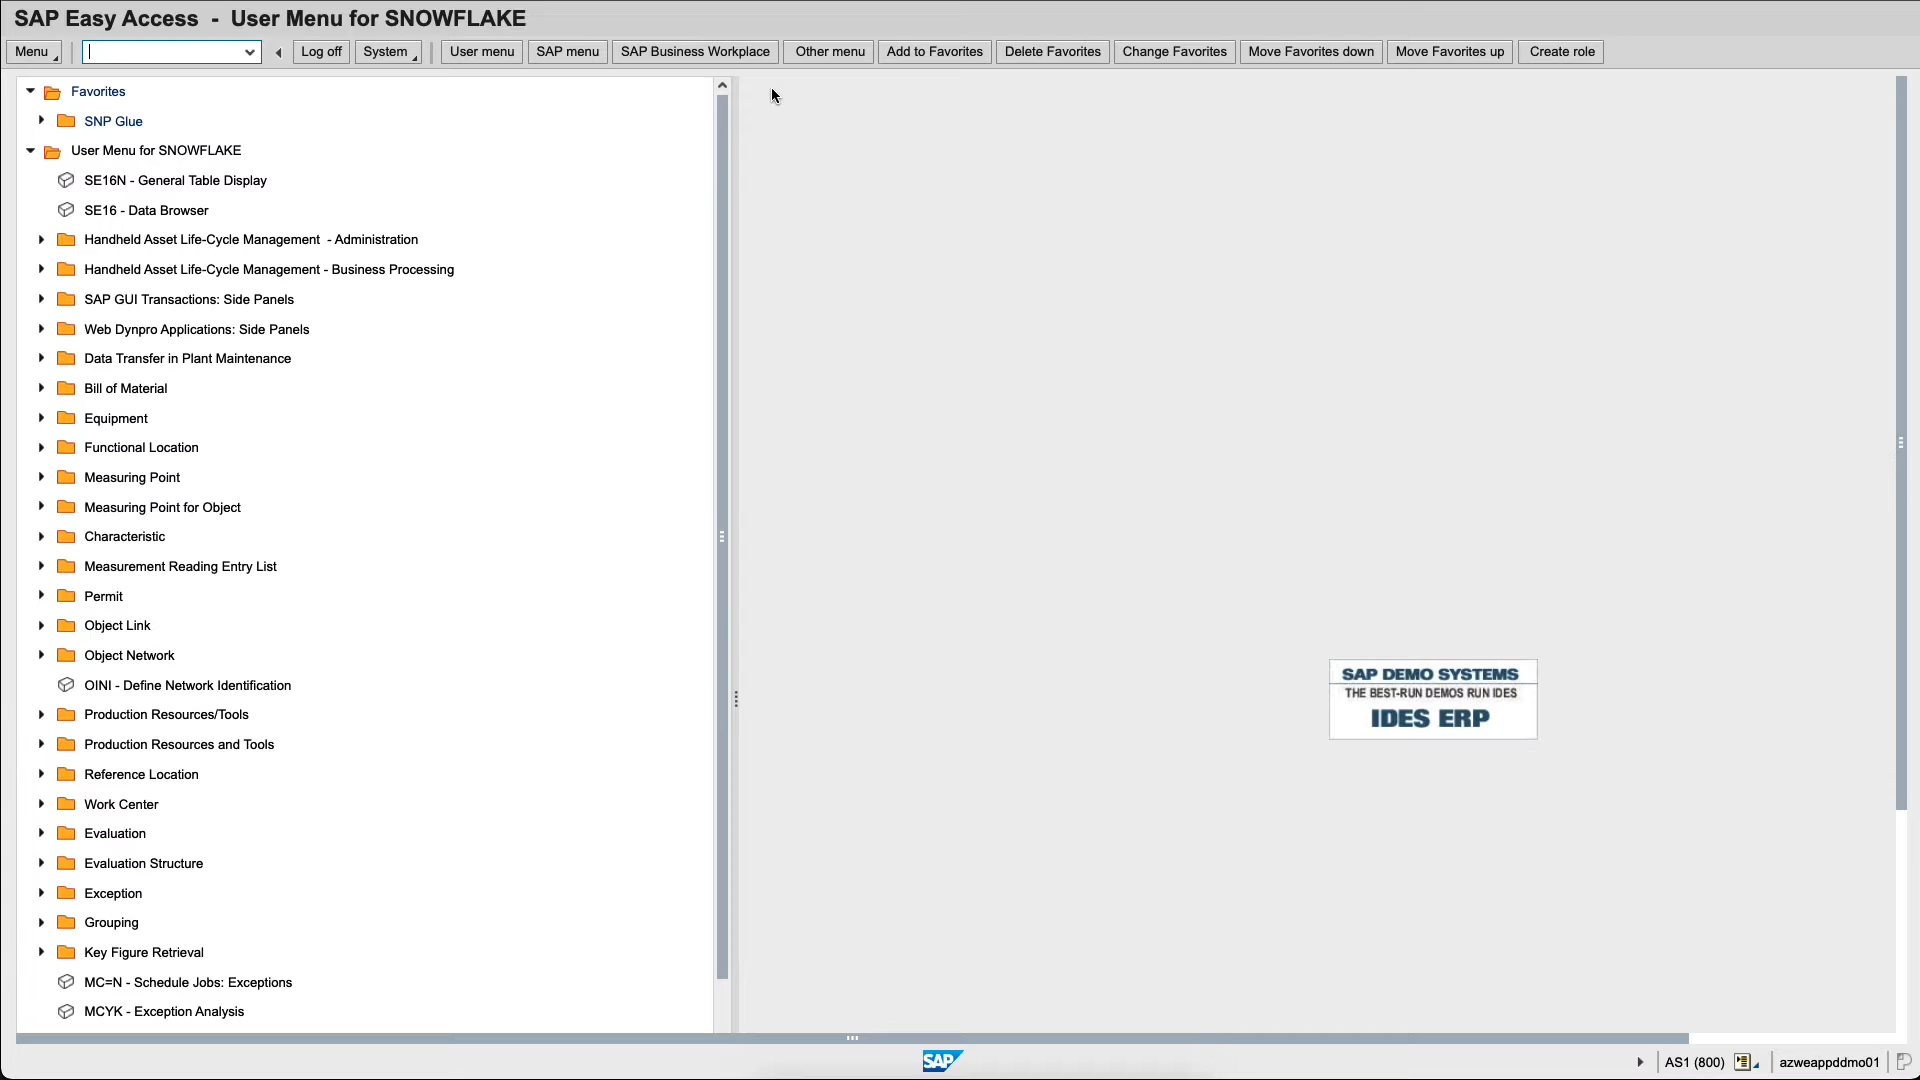 SAP Easy Access - User Menu for SNOWFLAKE
Menu Log off System User menu SAP menu SAP Business Workplace Other menu Add to Favorites Delete Favorites Change Favorites Move Favorites down Move Favorites up Create role
Favorites
SNP Glue
User Menu for SNOWFLAKE
SE16N - General Table Display
SE16 - Data Browser
Handheld Asset Life-Cycle Management - Administration
Handheld Asset Life-Cycle Management - Business Processing
SAP GUI Transactions: Side Panels
Web Dynpro Applications: Side Panels
Data Transfer in Plant Maintenance
Bill of Material
Equipment
Functional Location
Measuring Point
Measuring Point for Object
Characteristic
Measurement Reading Entry List
Permit
Object Link
Object Network
OINI - Define Network Identification
Production Resources/Tools
Production Resources and Tools
Reference Location
Work Center
Evaluation
Evaluation Structure
Exception
Grouping
Key Figure Retrieval
MC=N - Schedule Jobs: Exceptions
MCYK - Exception Analysis
SAP DEMO SYSTEMS
THE BEST-RUN DEMOS RUN IDES
IDES ERP
SAP AS1 (800) azweappddmo01